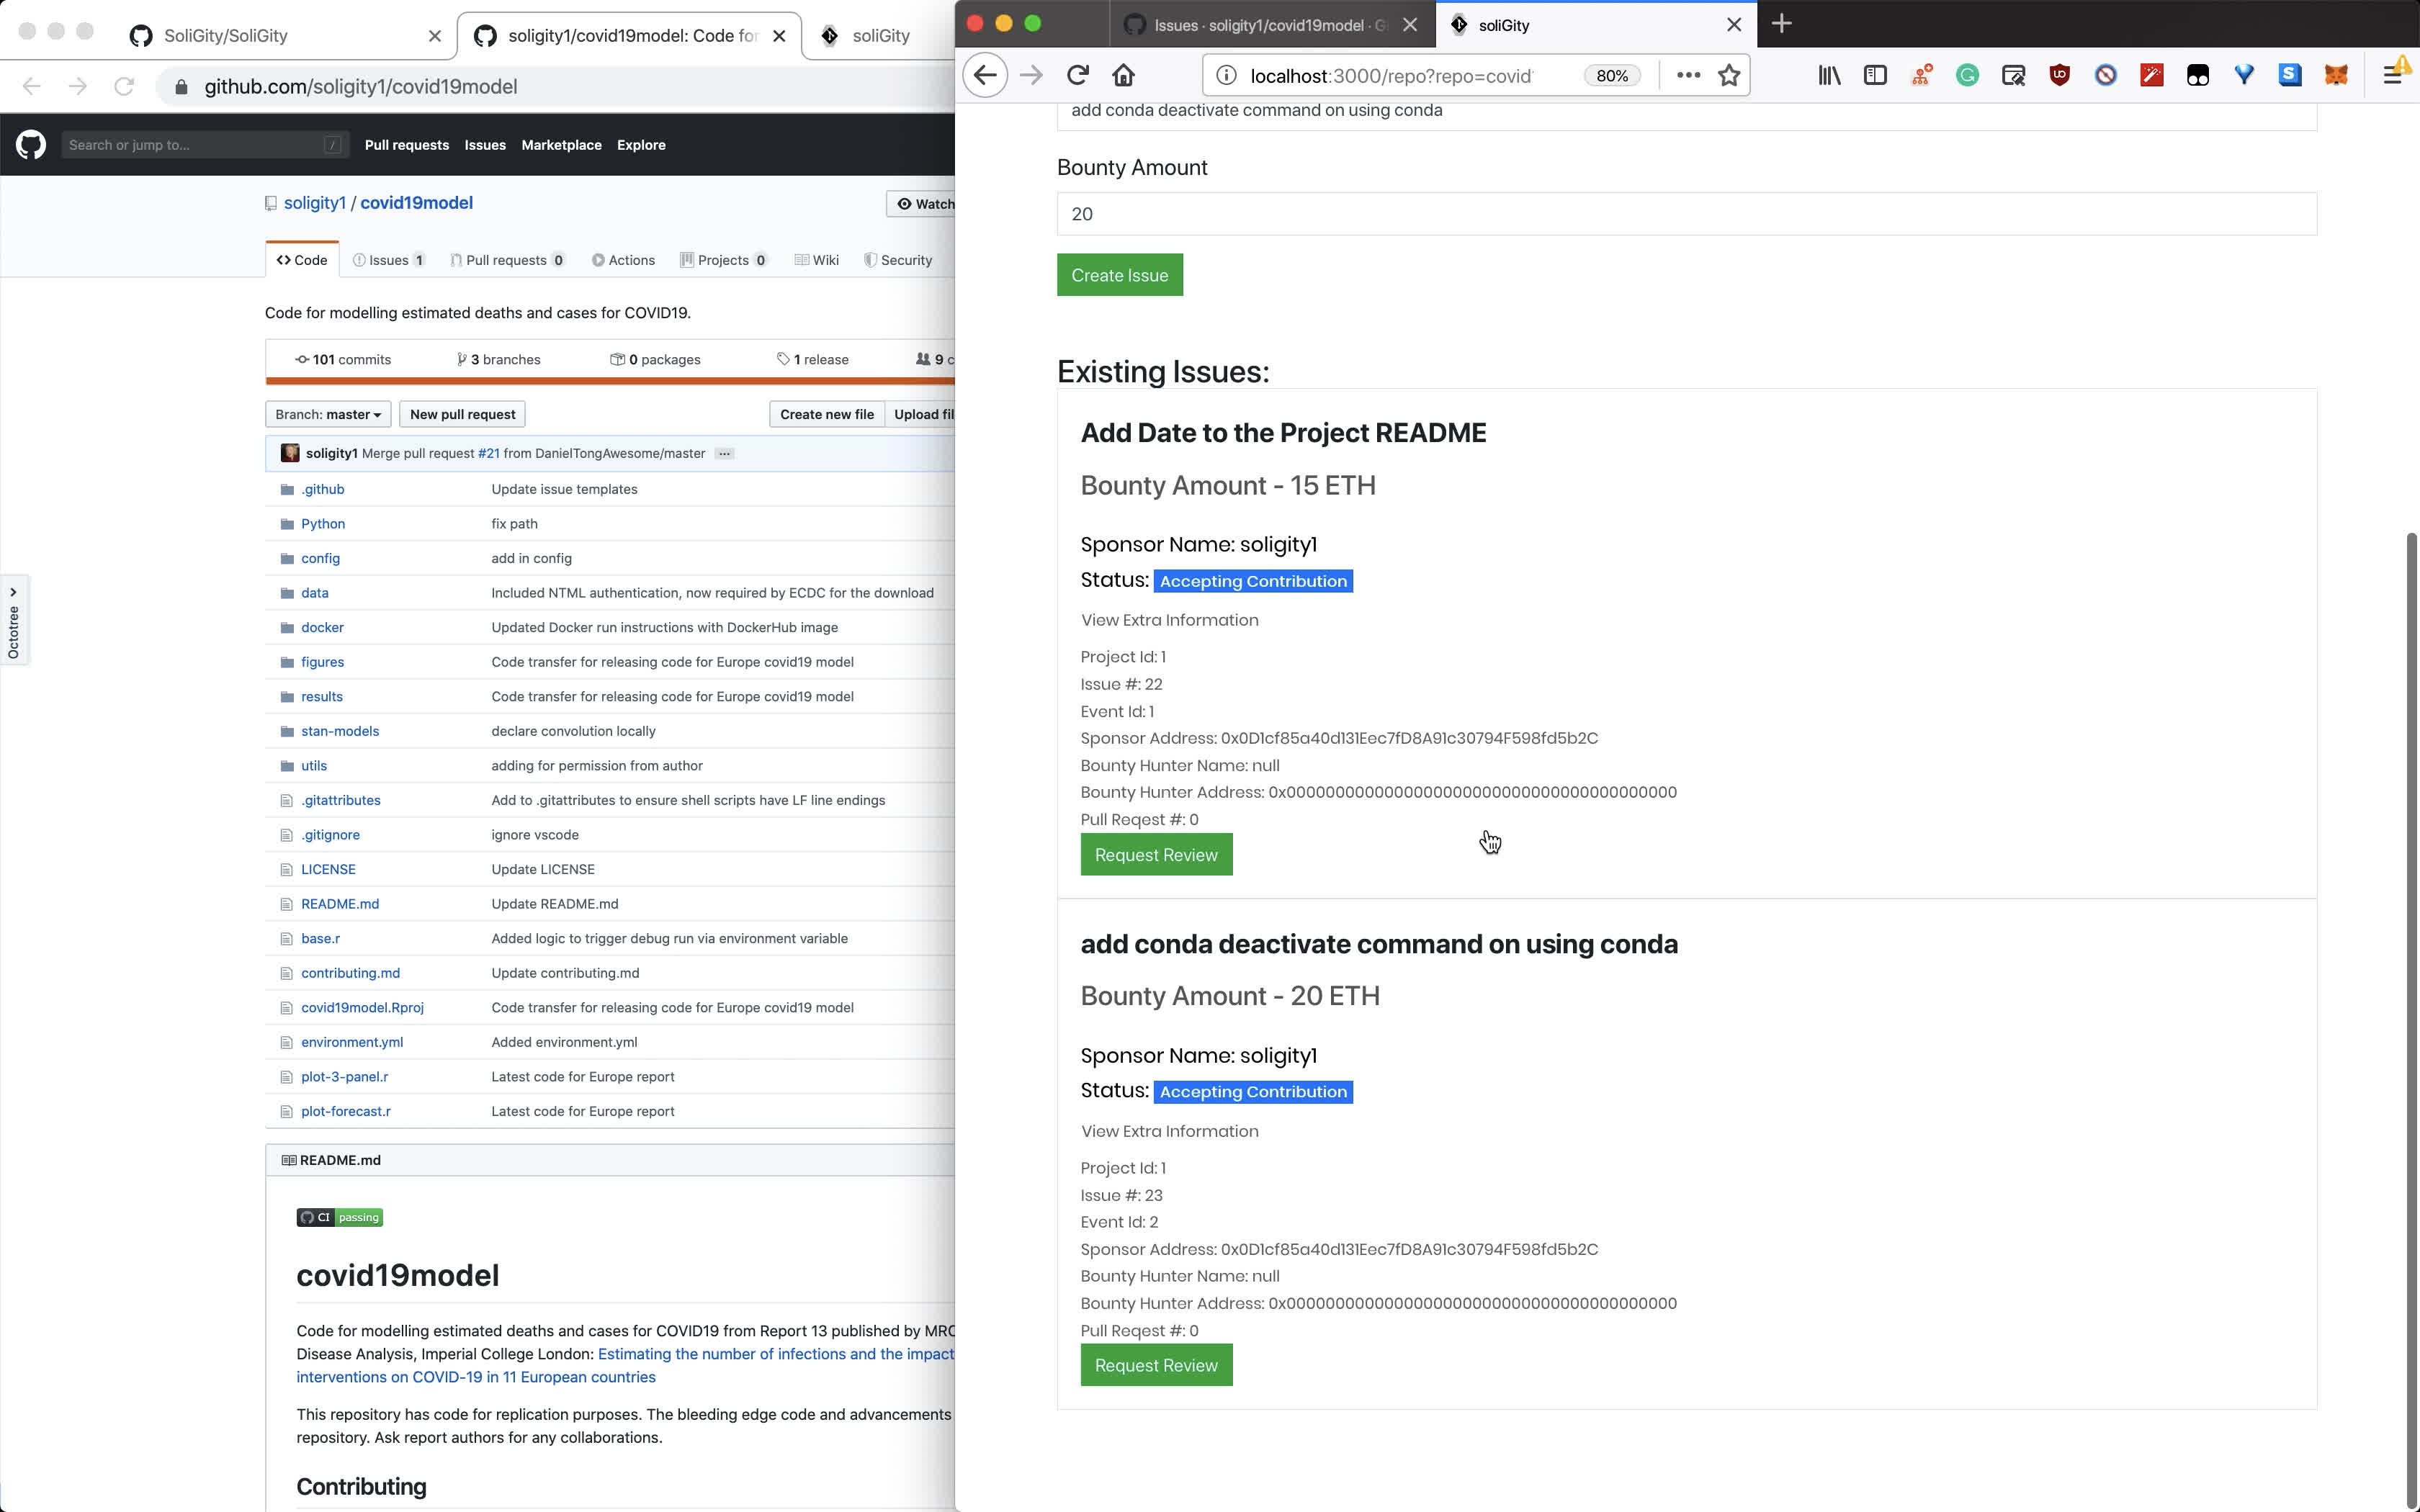 SoliGity/SoliGity
soligity1/covid19model: Code for
soliGity
github.com/soligity1/covid19model
Search or jump to...
/
Pull requests
Issues
Marketplace
Explore
soligity1 / covid19model
Watch
Code
Issues 1
Pull requests 0
Actions
Projects 0
Wiki
Security
Code for modelling estimated deaths and cases for COVID19.
101 commits
3 branches
0 packages
1 release
9 c
Branch: master
New pull request
Create new file
Upload fil
soligity1 Merge pull request #21 from DanielTongAwesome/master ...
.github Update issue templates
Python fix path
config add in config
data Included NTML authentication, now required by ECDC for the download
docker Updated Docker run instructions with DockerHub image
figures Code transfer for releasing code for Europe covid19 model
results Code transfer for releasing code for Europe covid19 model
stan-models declare convolution locally
utils adding for permission from author
.gitattributes Add to .gitattributes to ensure shell scripts have LF line endings
.gitignore ignore vscode
LICENSE Update LICENSE
README.md Update README.md
base.r Added logic to trigger debug run via environment variable
contributing.md Update contributing.md
covid19model.Rproj Code transfer for releasing code for Europe covid19 model
environment.yml Added environment.yml
plot-3-panel.r Latest code for Europe report
plot-forecast.r Latest code for Europe report
Octotree
README.md
CI passing
covid19model
Code for modelling estimated deaths and cases for COVID19 from Report 13 published by MRC
Disease Analysis, Imperial College London: Estimating the number of infections and the impact
interventions on COVID-19 in 11 European countries
This repository has code for replication purposes. The bleeding edge code and advancements
repository. Ask report authors for any collaborations.
Contributing
Issues · soligity1/covid19model · G
soliGity
localhost:3000/repo?repo=covid
80%
add conda deactivate command on using conda
Bounty Amount
20
Create Issue
Existing Issues:
Add Date to the Project README
Bounty Amount - 15 ETH
Sponsor Name: soligity1
Status: Accepting Contribution
View Extra Information
Project Id: 1
Issue #: 22
Event Id: 1
Sponsor Address: 0x0D1cf85a40d131Eec7fD8A91c30794F598fd5b2C
Bounty Hunter Name: null
Bounty Hunter Address: 0x0000000000000000000000000000000000000000
Pull Reqest #: 0
Request Review
add conda deactivate command on using conda
Bounty Amount - 20 ETH
Sponsor Name: soligity1
Status: Accepting Contribution
View Extra Information
Project Id: 1
Issue #: 23
Event Id: 2
Sponsor Address: 0x0D1cf85a40d131Eec7fD8A91c30794F598fd5b2C
Bounty Hunter Name: null
Bounty Hunter Address: 0x0000000000000000000000000000000000000000
Pull Reqest #: 0
Request Review